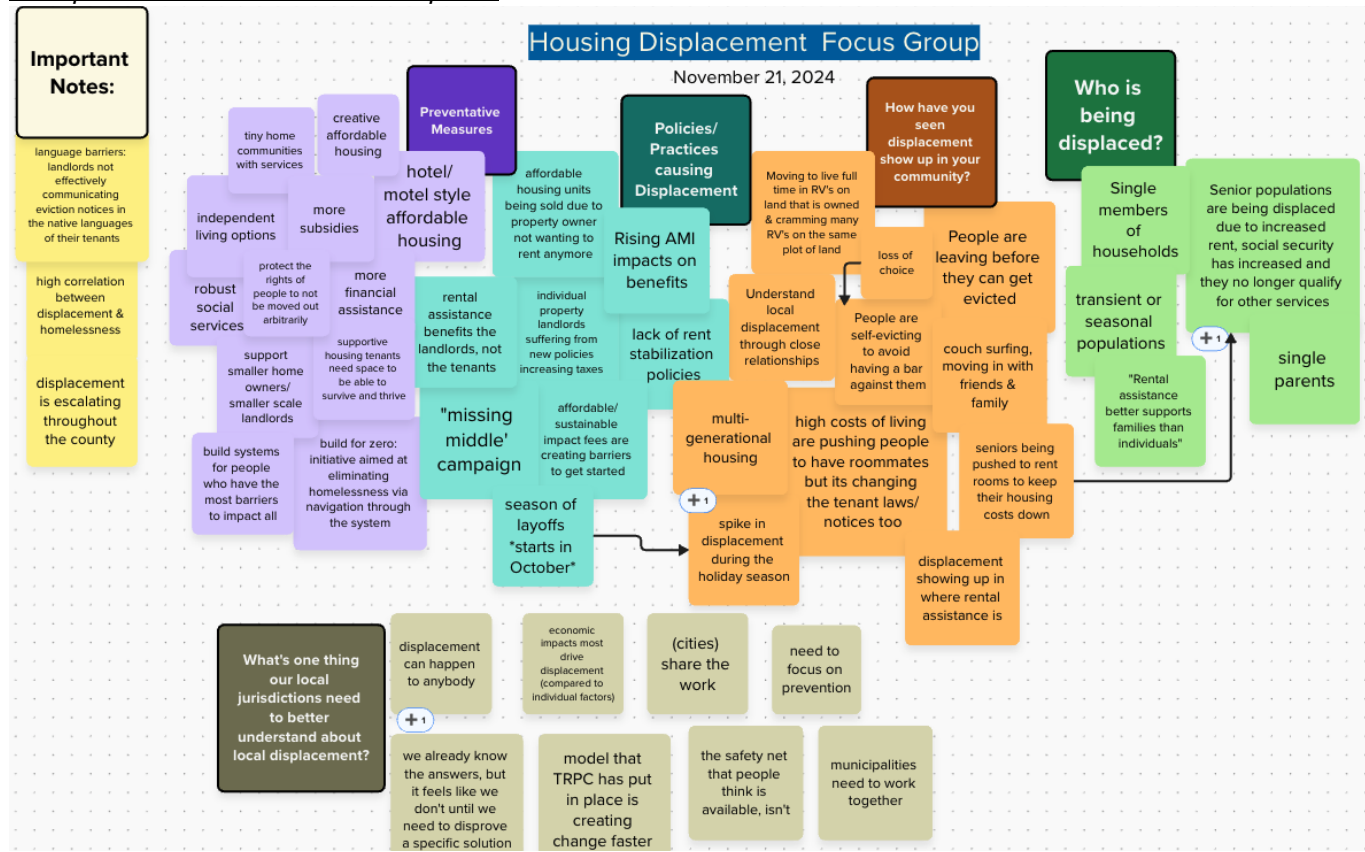 Housing Displacement  Focus Group
November 21, 2024
Important
Notes:
language barriers:
landlords not
effectively
communicating
eviction notices in
the native languages
of their tenants
high correlation
between
displacement &
homelessness
displacement
is escalating
throughout
the county
Preventative
Measures
tiny home
communities
with services
creative
affordable
housing
hotel/
motel style
affordable
housing
independent
living options
more
subsidies
robust
social
services
protect the
rights of
people to not
be moved out
arbitrarily
more
financial
assistance
support
smaller home
owners/
smaller scale
landlords
supportive
housing tenants
need space to
be able to
survive and thrive
build systems
for people
who have the
most barriers
to impact all
build for zero:
initiative aimed at
eliminating
homelessness via
navigation through
the system
Policies/
Practices
causing
Displacement
affordable
housing units
being sold due to
property owner
not wanting to
rent anymore
Rising AMI
impacts on
benefits
rental
assistance
benefits the
landlords, not
the tenants
individual
property
landlords
suffering from
new policies
increasing taxes
lack of rent
stabilization
policies
"missing
middle'
campaign
affordable/
sustainable
impact fees are
creating barriers
to get started
season of
layoffs
*starts in
October*
How have you
seen
displacement
show up in your
community?
Moving to live full
time in RV's on
land that is owned
& cramming many
RV's on the same
plot of land
loss of
choice
People are
leaving before
they can get
evicted
Understand
local
displacement
through close
relationships
People are
self-evicting
to avoid
having a bar
against them
couch surfing,
moving in with
friends &
family
multi-
generational
housing
+ 1
high costs of living
are pushing people
to have roommates
but its changing
the tenant laws/
notices too
seniors being
pushed to rent
rooms to keep
their housing
costs down
spike in
displacement
during the
holiday season
displacement
showing up in
where rental
assistance is
Who is
being
displaced?
Single
members
of
households
Senior populations
are being displaced
due to increased
rent, social security
has increased and
they no longer qualify
for other services
+ 1
transient or
seasonal
populations
single
parents
"Rental
assistance
better supports
families than
individuals"
What's one thing
our local
jurisdictions need
to better
understand about
local displacement?
displacement
can happen
to anybody
+ 1
economic
impacts most
drive
displacement
(compared to
individual factors)
(cities)
share the
work
need to
focus on
prevention
we already know
the answers, but
it feels like we
don't until we
need to disprove
a specific solution
model that
TRPC has put
in place is
creating
change faster
the safety net
that people
think is
available, isn't
municipalities
need to work
together